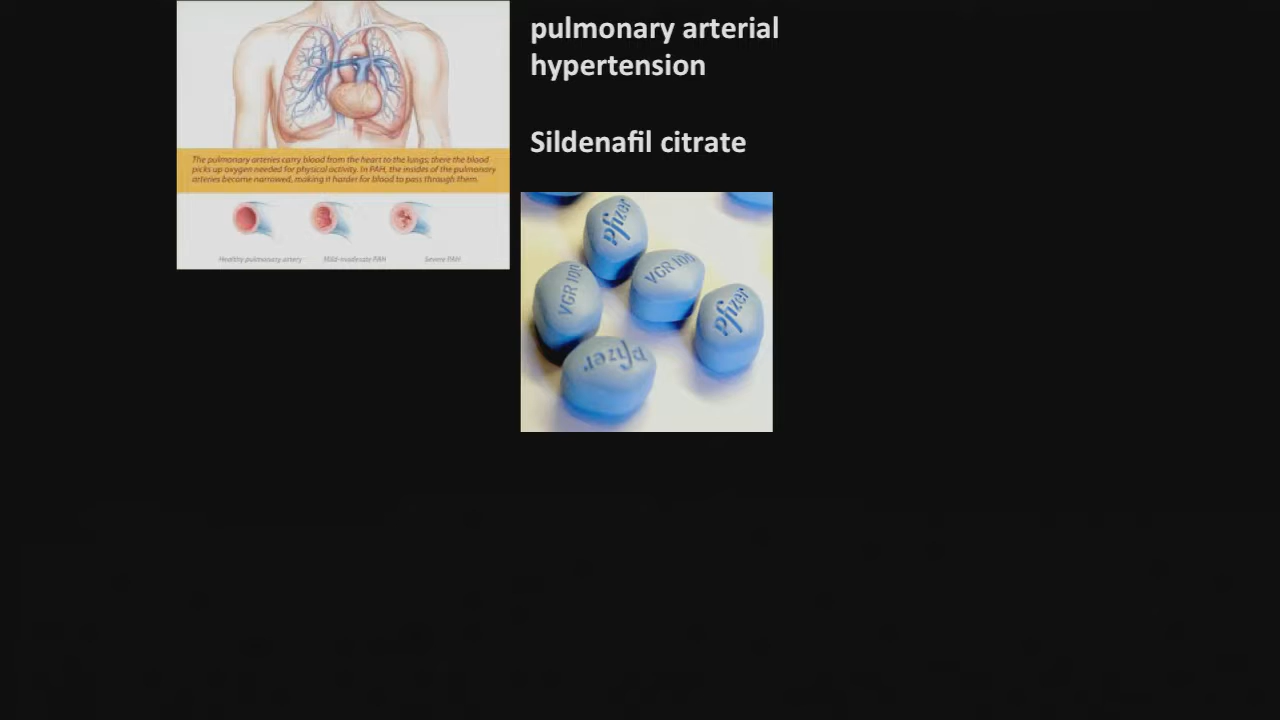 pulmonary arterial
hypertension
Sildenafil citrate
The pulmonary arteries carry blood from the heart to the lungs; there the blood
picks up oxygen needed for physical activity. In PAH, the insides of the pulmonary
arteries become narrowed, making it harder for blood to pass through them.
Healthy pulmonary artery
Mild-moderate PAH
Severe PAH
pfizer
VGR 100
VGR 100
pfizer
pfizer